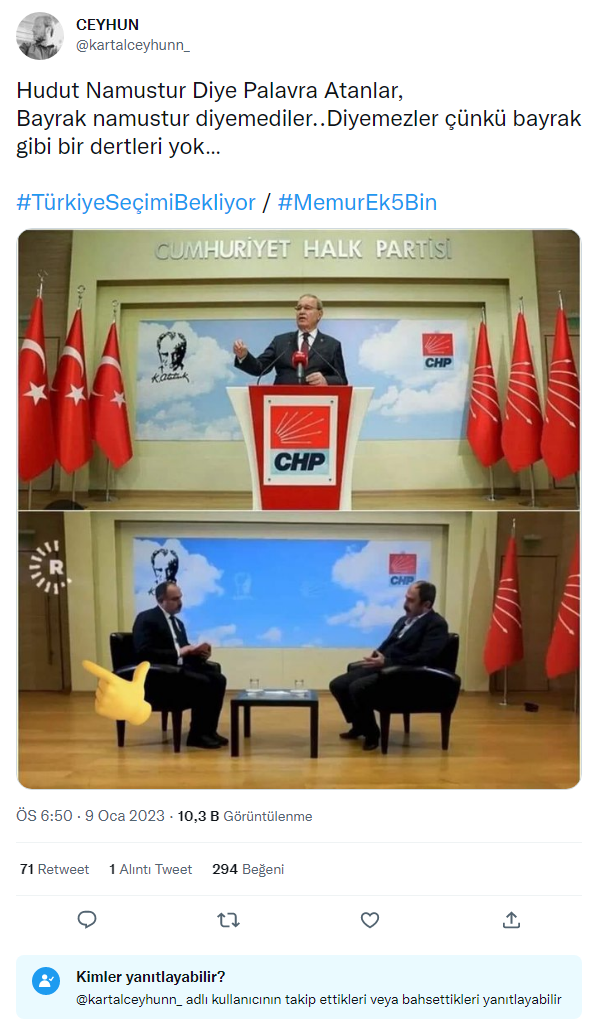 CEYHUN
@kartalceyhunn_
Hudut Namustur Diye Palavra Atanlar,
Bayrak namustur diyemediler..Diyemezler çünkü bayrak
gibi bir dertleri yok...
#TürkiyeSeçimiBekliyor / #MemurEk5Bin
CUMHURİYET HALK PARTİSİ
K.Atatürk
CHP
CHP
R
CHP
ÖS 6:50 · 9 Oca 2023 · 10,3 B Görüntülenme
71 Retweet 1 Alıntı Tweet 294 Beğeni
Kimler yanıtlayabilir?
@kartalceyhunn_ adlı kullanıcının takip ettikleri veya bahsettikleri yanıtlayabilir